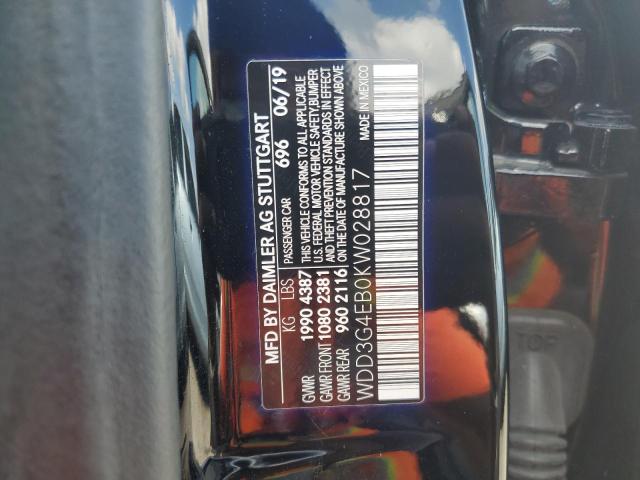 MFD BY DAIMLER AG STUTTGART
PASSENGER CAR 696 06/19
KG LBS
GVWR 1990 4387
GAWR FRONT 1080 2381
GAWR REAR 960 2116
THIS VEHICLE CONFORMS TO ALL APPLICABLE
U.S. FEDERAL MOTOR VEHICLE SAFETY, BUMPER
AND THEFT PREVENTION STANDARDS IN EFFECT
ON THE DATE OF MANUFACTURE SHOWN ABOVE
WDD3G4EB0KW028817
MADE IN MEXICO
TOP